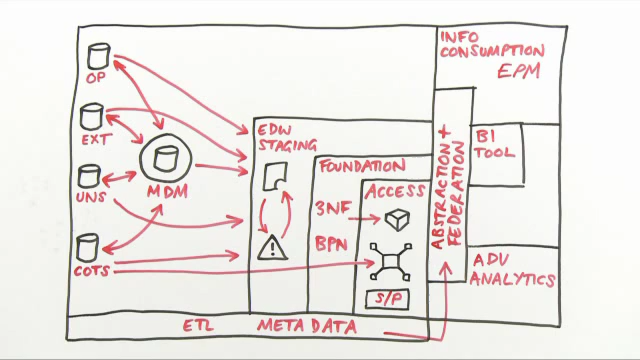 OP
EXT
UNS
COTS
MDM
EDW
STAGING
!
FOUNDATION
3NF
BPN
ACCESS
S/P
ABSTRACTION +
FEDERATION
INFO
CONSUMPTION
EPM
BI
TOOL
ADV
ANALYTICS
ETL META DATA